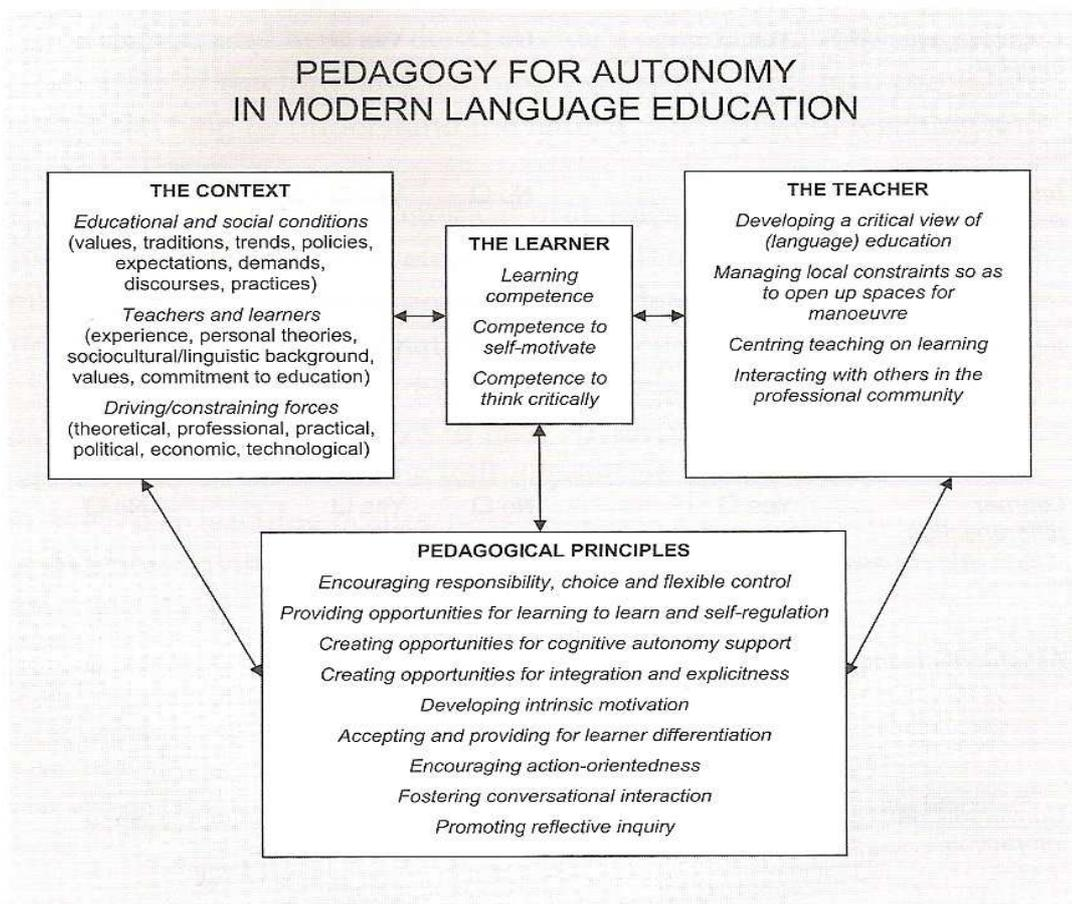 PEDAGOGY FOR AUTONOMY
IN MODERN LANGUAGE EDUCATION
THE CONTEXT
Educational and social conditions
(values, traditions, trends, policies,
expectations, demands,
discourses, practices)
Teachers and learners
(experience, personal theories,
sociocultural/linguistic background,
values, commitment to education)
Driving/constraining forces
(theoretical, professional, practical,
political, economic, technological)
THE LEARNER
Learning
competence
Competence to
self-motivate
Competence to
think critically
THE TEACHER
Developing a critical view of
(language) education
Managing local constraints so as
to open up spaces for
manoeuvre
Centring teaching on learning
Interacting with others in the
professional community
PEDAGOGICAL PRINCIPLES
Encouraging responsibility, choice and flexible control
Providing opportunities for learning to learn and self-regulation
Creating opportunities for cognitive autonomy support
Creating opportunities for integration and explicitness
Developing intrinsic motivation
Accepting and providing for learner differentiation
Encouraging action-orientedness
Fostering conversational interaction
Promoting reflective inquiry